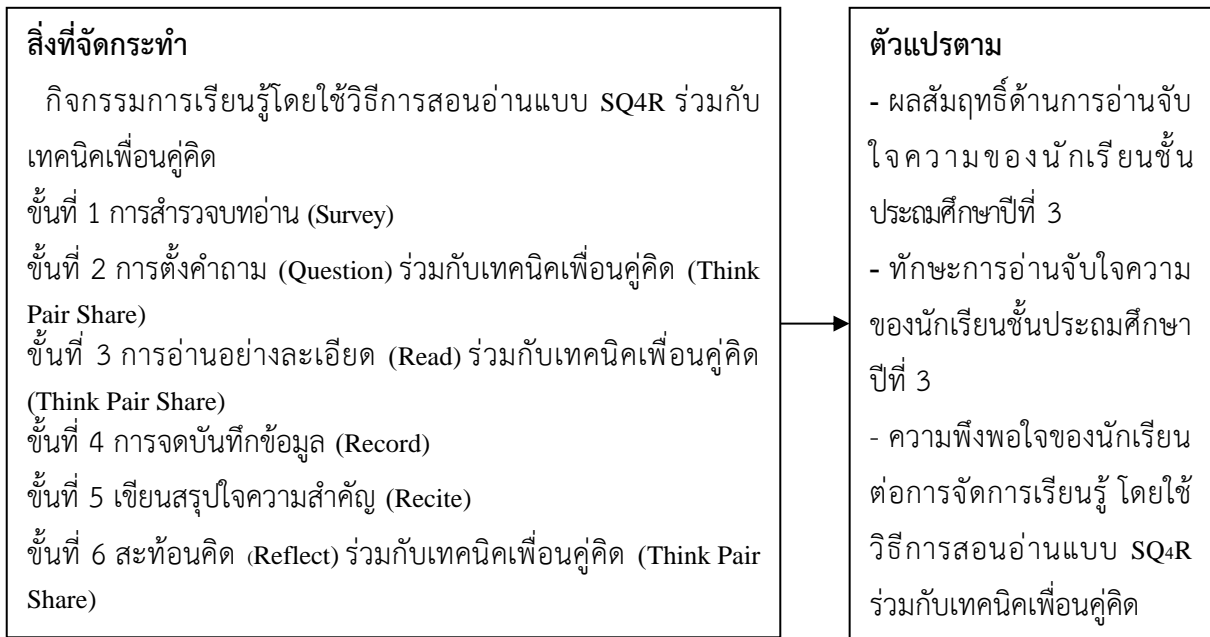 สิ่งที่จัดกระทำ
กิจกรรมการเรียนรู้โดยใช้วิธีการสอนอ่านแบบ SQ4R ร่วมกับ
เทคนิคเพื่อนคู่คิด
ขั้นที่ 1 การสำรวจบทอ่าน (Survey)
ขั้นที่ 2 การตั้งคำถาม (Question) ร่วมกับเทคนิคเพื่อนคู่คิด (Think
Pair Share)
ขั้นที่ 3 การอ่านอย่างละเอียด (Read) ร่วมกับเทคนิคเพื่อนคู่คิด
(Think Pair Share)
ขั้นที่ 4 การจดบันทึกข้อมูล (Record)
ขั้นที่ 5 เขียนสรุปใจความสำคัญ (Recite)
ขั้นที่ 6 สะท้อนคิด (Reflect) ร่วมกับเทคนิคเพื่อนคู่คิด (Think Pair
Share)
ตัวแปรตาม
- ผลสัมฤทธิ์ด้านการอ่านจับ
ใจความของนักเรียนชั้น
ประถมศึกษาปีที่ 3
- ทักษะการอ่านจับใจความ
ของนักเรียนชั้นประถมศึกษา
ปีที่ 3
- ความพึงพอใจของนักเรียน
ต่อการจัดการเรียนรู้ โดยใช้
วิธีการสอนอ่านแบบ SQ4R
ร่วมกับเทคนิคเพื่อนคู่คิด